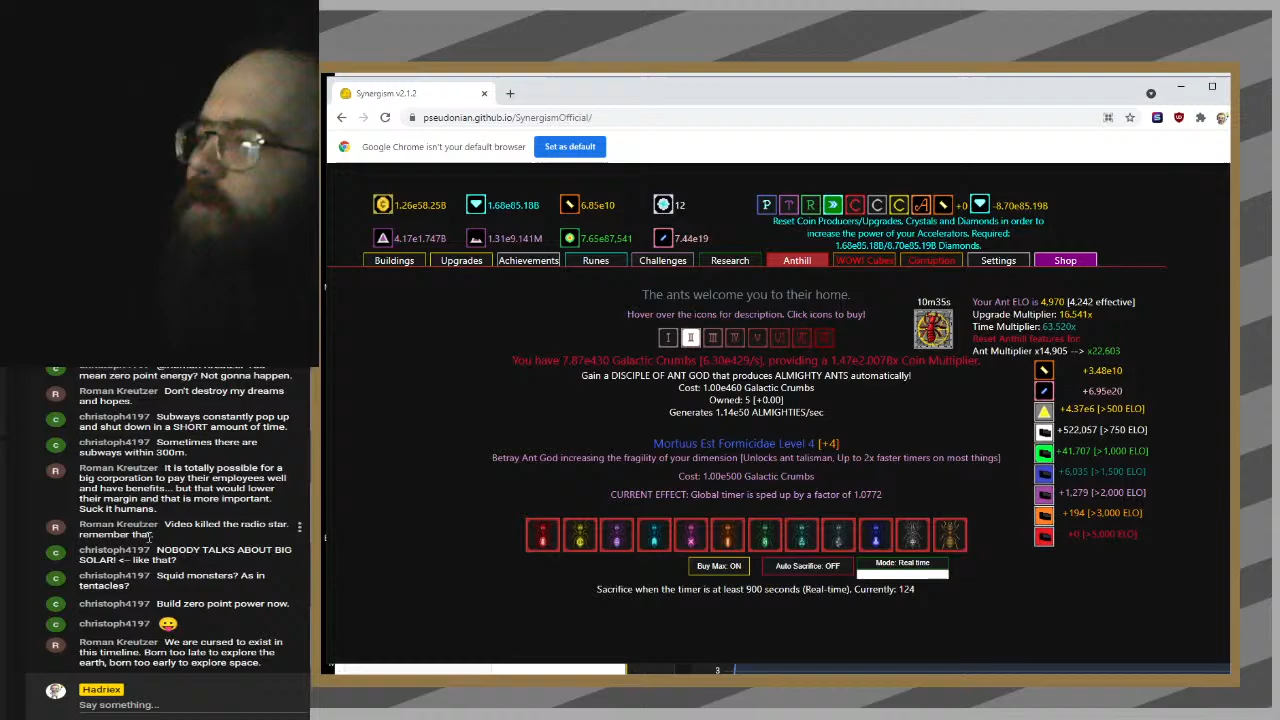 Synergism v2.1.2
pseudonian.github.io/SynergismOfficial/
Google Chrome isn't your default browser
Set as default
1.26e58.25B
1.68e85.18B
6.85e10
12
+0
-8.70e85.19B
4.17e1.747B
1.31e9.141M
7.65e87,541
7.44e19
Reset Coin Producers/Upgrades, Crystals and Diamonds in order to
increase the power of your Accelerators. Required:
1.68e85.18B/8.70e85.19B Diamonds.
Buildings
Upgrades
Achievements
Runes
Challenges
Research
Anthill
WOW! Cubes
Corruption
Settings
Shop
The ants welcome you to their home.
Hover over the icons for description. Click icons to buy!
I II III IV V
You have 7.87e430 Galactic Crumbs [6.30e429/s], providing a 1.47e2.0078x Coin Multiplier.
Gain a DISCIPLE OF ANT GOD that produces ALMIGHTY ANTS automatically!
Cost: 1.00e460 Galactic Crumbs
Owned: 5 [+0.00]
Generates 1.14e50 ALMIGHTIES/sec
Mortuus Est Formicidae Level 4 [+4]
Betray Ant God increasing the fragility of your dimension [Unlocks ant talisman, Up to 2x faster timers on most things]
Cost: 1.00e500 Galactic Crumbs
CURRENT EFFECT: Global timer is sped up by a factor of 1.0772
Buy Max: ON
Auto Sacrifice: OFF
Mode: Real time
Sacrifice when the timer is at least 900 seconds (Real-time). Currently: 124
10m35s
Your Ant ELO is 4,970 [4,242 effective]
Upgrade Multiplier: 16.541x
Time Multiplier: 63.520x
Reset Anthill features for:
Ant Multiplier x14,905 --> x22,603
+3.48e10
+6.95e20
+4.37e6 [>500 ELO]
+522,057 [>750 ELO]
+41,707 [>1,000 ELO]
+6,035 [>1,500 ELO]
+1,279 [>2,000 ELO]
+194 [>3,000 ELO]
+0 [>5,000 ELO]
3
mean zero point energy? Not gonna happen.
Roman Kreutzer Don't destroy my dreams
and hopes.
christoph4197 Subways constantly pop up
and shut down in a SHORT amount of time.
christoph4197 Sometimes there are
subways within 300m.
Roman Kreutzer It is totally possible for a
big corporation to pay their employees well
and have benefits... but that would lower
their margin and that is more important.
Suck it humans.
Roman Kreutzer Video killed the radio star.
remember that.
christoph4197 NOBODY TALKS ABOUT BIG
SOLAR! <-- like that?
christoph4197 Squid monsters? As in
tentacles?
christoph4197 Build zero point power now.
christoph4197 😛
Roman Kreutzer We are cursed to exist in
this timeline. Born too late to explore the
earth, born too early to explore space.
Hadriex
Say something...